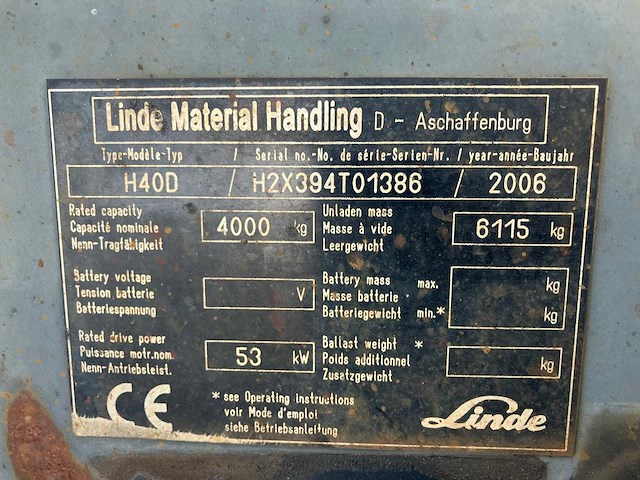 Linde Material Handling D - Aschaffenburg
Type-Modèle-Typ / Serial no.-No. de série-Serien-Nr. / year-année-Baujahr
H40D / H2X394T01386 / 2006
Rated capacity
Capacité nominale
Nenn-Tragfähigkeit
4000 kg
Unladen mass
Masse à vide
Leergewicht
6115 kg
Battery voltage
Tension batterie
Batteriespannung
V
Battery mass max.
Masse batterie
Batteriegewicht min.*
kg
kg
Rated drive power
Puissance motr.nom.
Nenn-Antriebsleist.
53 kW
Ballast weight *
Poids additionnel
Zusatzgewicht
kg
CE
* see Operating instructions
voir Mode d'emploi
siehe Betriebsanleitung
Linde